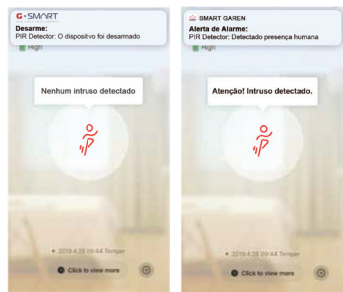 G·SMART
Desarme:
PIR Detector: O dispositivo foi desarmado
High
Nenhum intruso detectado
2019.4.28 09:44 Temper
Click to view more
SMART GAREN
Alerta de Alarme:
PIR Detector: Detectado presença humana
High
Atenção! Intruso detectado.
2019.4.28 09:44 Temper
Click to view more